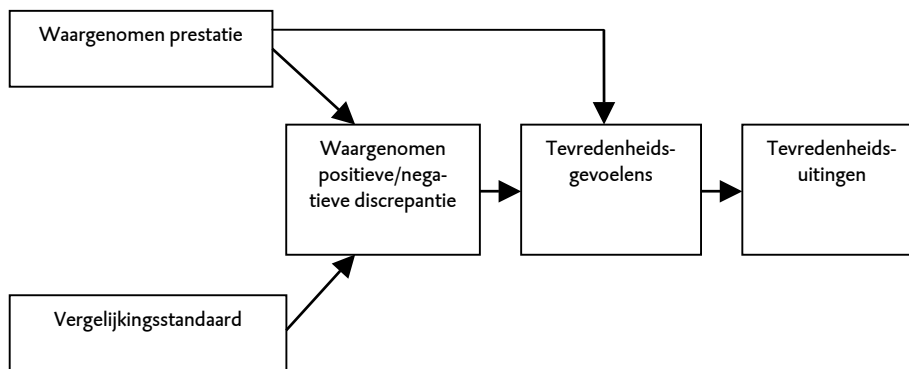 Waargenomen prestatie
Waargenomen
positieve/nega-
tieve discrepantie
Tevredenheids-
gevoelens
Tevredenheids-
uitingen
Vergelijkingsstandaard